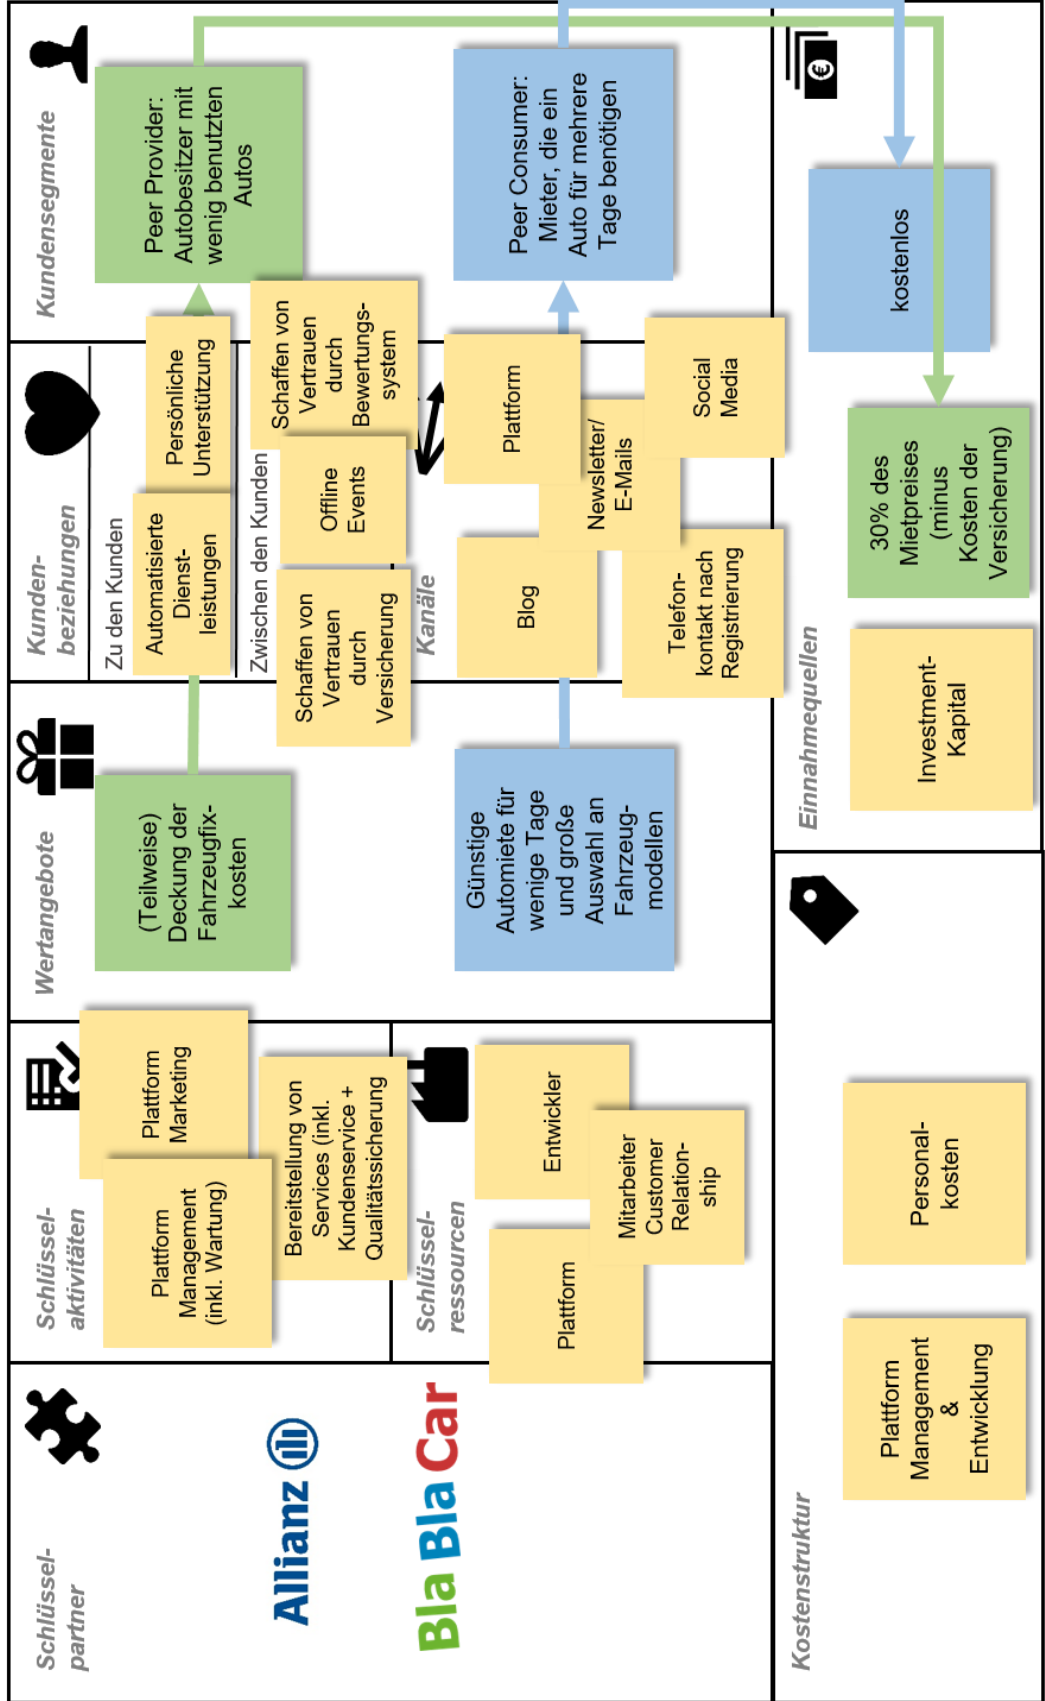 Schlüssel-
partner
Allianz
Bla Bla Car
Schlüssel-
aktivitäten
Plattform
Marketing
Plattform
Management
(inkl. Wartung)
Bereitstellung von
Services (inkl.
Kundenservice +
Qualitätssicherung
Schlüssel-
ressourcen
Entwickler
Plattform
Mitarbeiter
Customer
Relation-
ship
Wertangebote
(Teilweise)
Deckung der
Fahrzeugfix-
kosten
Günstige
Automiete für
wenige Tage
und große
Auswahl an
Fahrzeug-
modellen
Kunden-
beziehungen
Zu den Kunden
Automatisierte
Dienst-
leistungen
Persönliche
Unterstützung
Zwischen den Kunden
Schaffen von
Vertrauen
durch
Versicherung
Offline
Events
Schaffen von
Vertrauen
durch
Bewertungs-
system
Kanäle
Blog
Plattform
Newsletter/
E-Mails
Telefon-
kontakt nach
Registrierung
Social
Media
Kundensegmente
Peer Provider:
Autobesitzer mit
wenig benutzten
Autos
Peer Consumer:
Mieter, die ein
Auto für mehrere
Tage benötigen
Kostenstruktur
Plattform
Management
&
Entwicklung
Personal-
kosten
Einnahmequellen
€
Investment-
Kapital
30% des
Mietpreises
(minus
Kosten der
Versicherung)
kostenlos